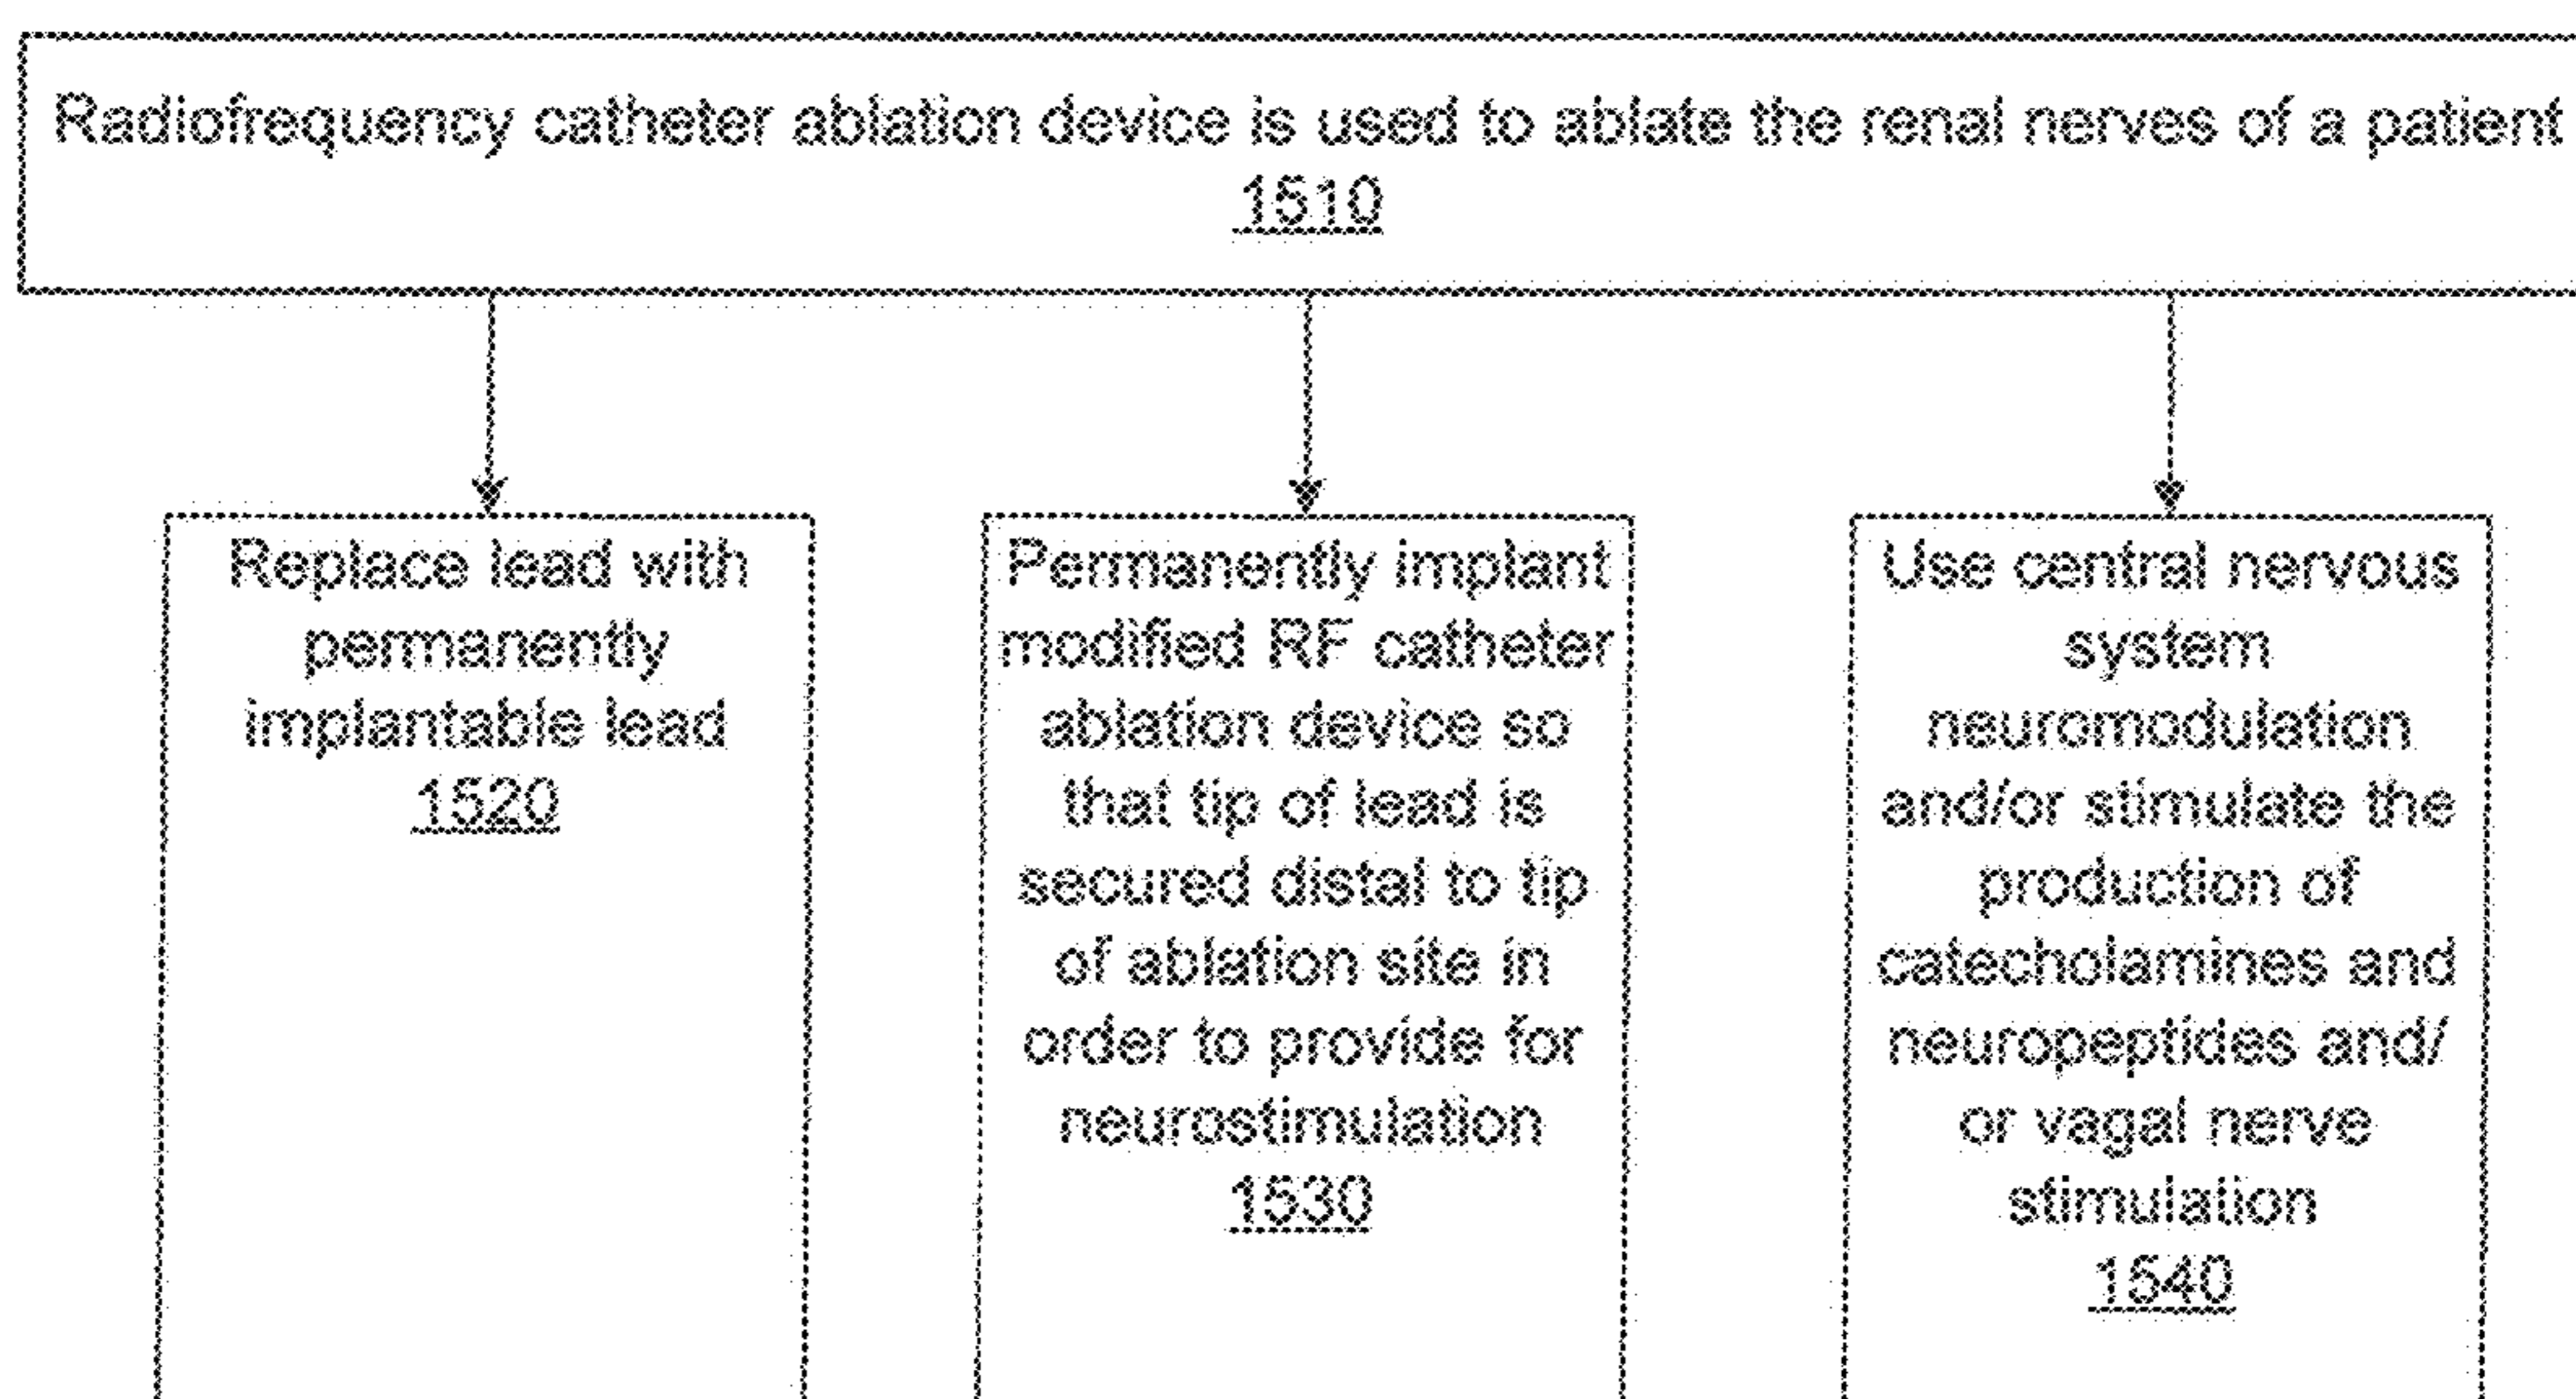 Radiofrequency catheter ablation device is used to ablate the renal nerves of a patient
1510
Replace lead with
permanently
implantable lead
1520
Permanently implant
modified RF catheter
ablation device so
that tip of lead is
secured distal to tip
of ablation site in
order to provide for
neurostimulation
1530
Use central nervous
system
neuromodulation
and/or stimulate the
production of
catecholamines and
neuropeptides and/
or vagal nerve
stimulation
1540